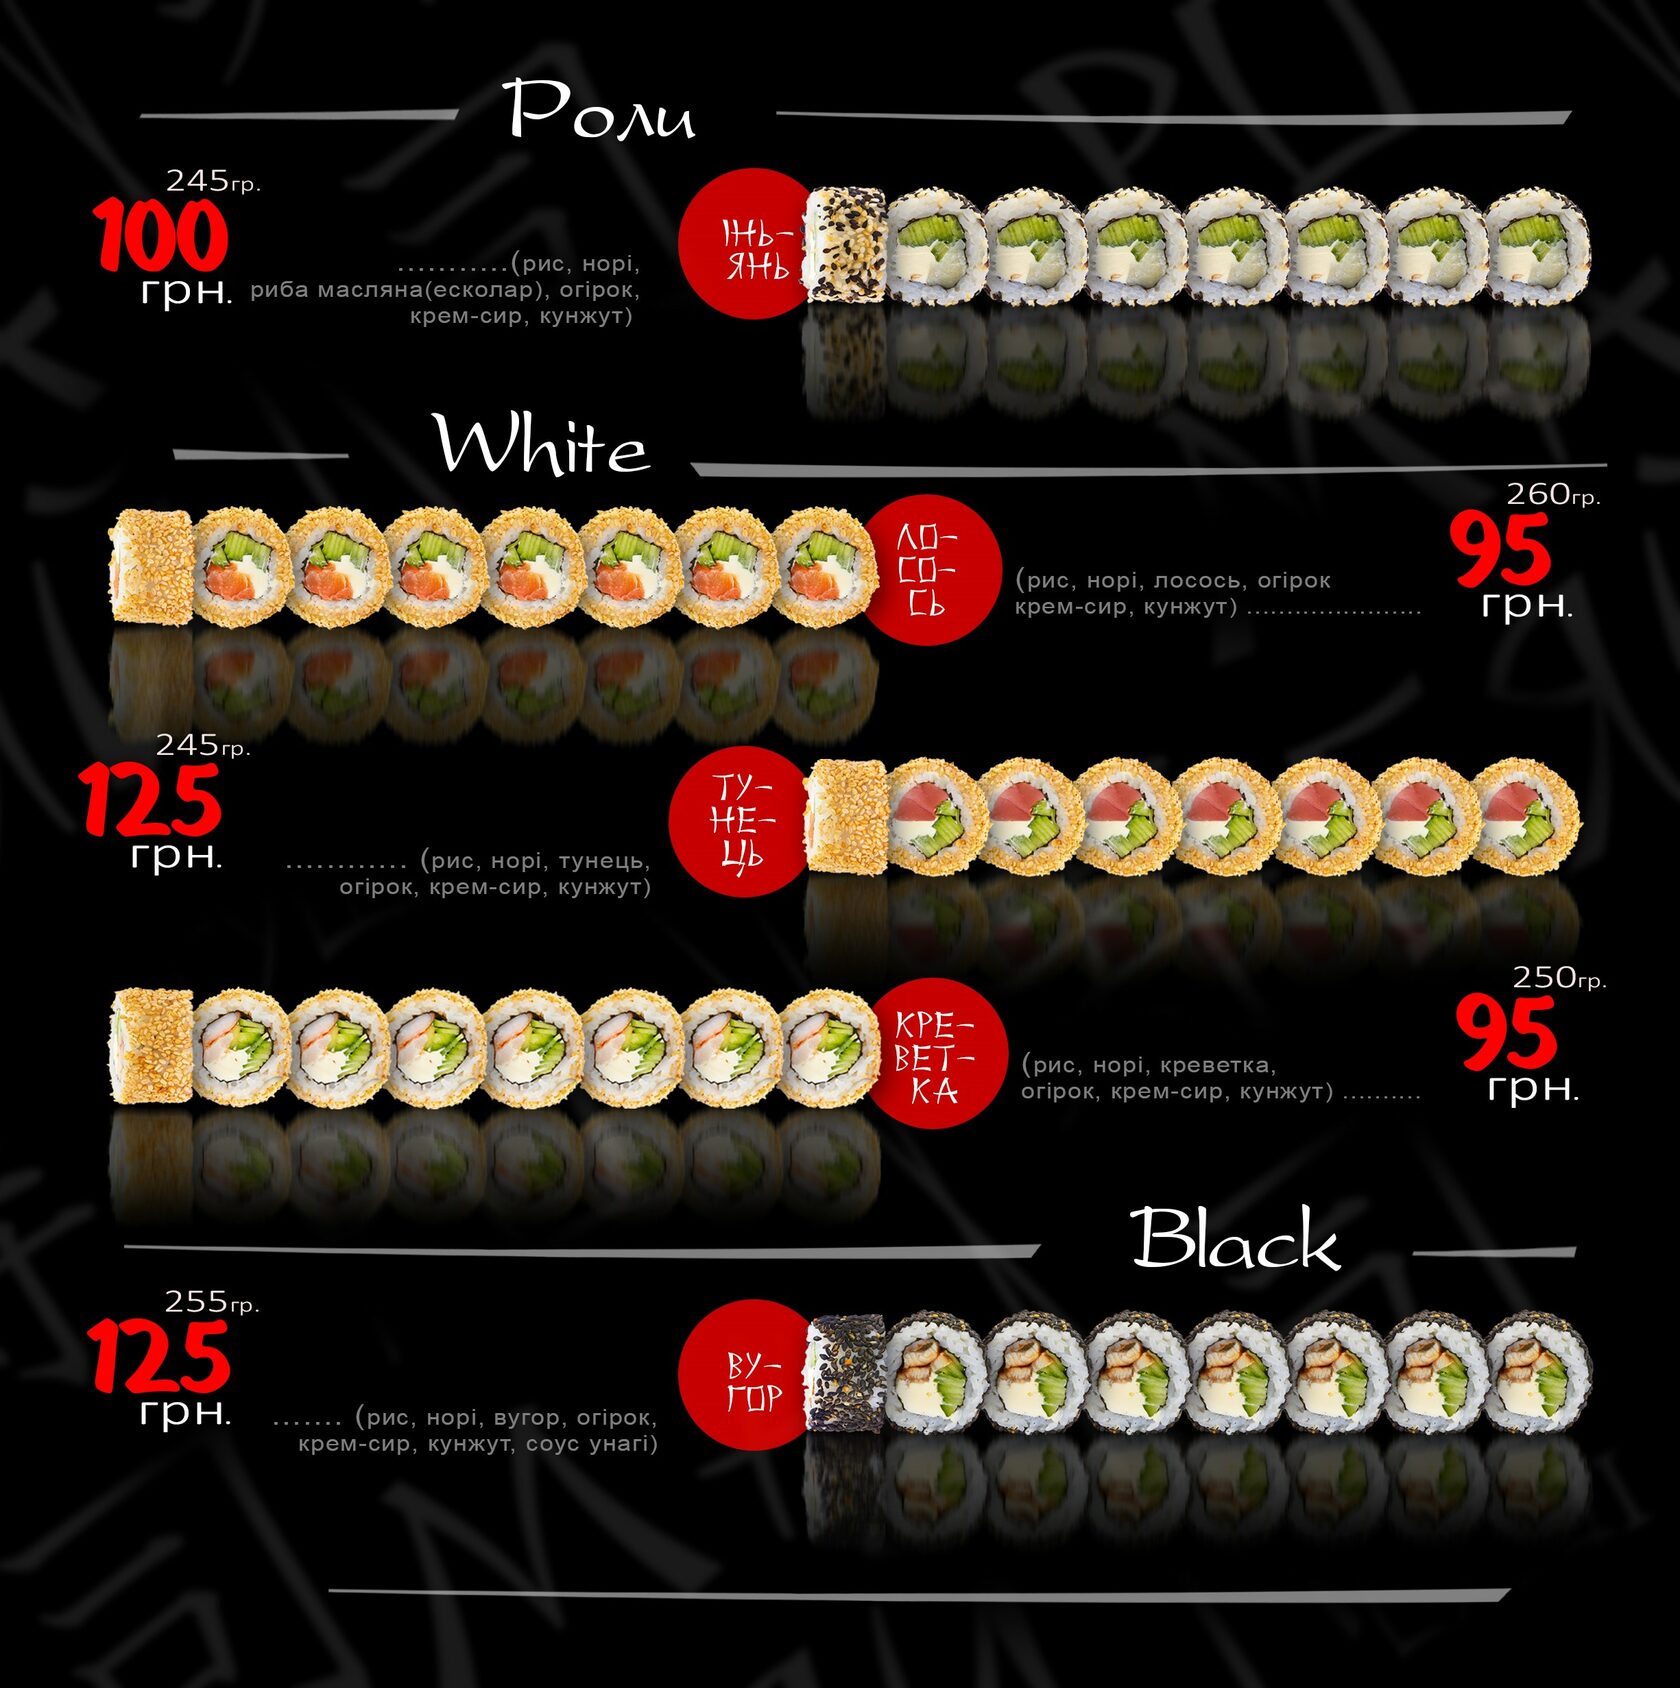 Роли
245гр.
100
грн.
...........(рис, норі,
риба масляна(есколар), огірок,
крем-сир, кунжут)
ІНЬ-
ЯНЬ
White
ЛО-
СО-
СЬ
(рис, норі, лосось, огірок
крем-сир, кунжут) ......................
260гр.
95
грн.
245гр.
125
грн.
............ (рис, норі, тунець,
огірок, крем-сир, кунжут)
ТУ-
НЕ-
ЦЬ
КРЕ-
ВЕТ-
КА
(рис, норі, креветка,
огірок, крем-сир, кунжут) ..........
250гр.
95
грн.
Black
255гр.
125
грн.
....... (рис, норі, вугор, огірок,
крем-сир, кунжут, соус унагі)
ВУ-
ГОР